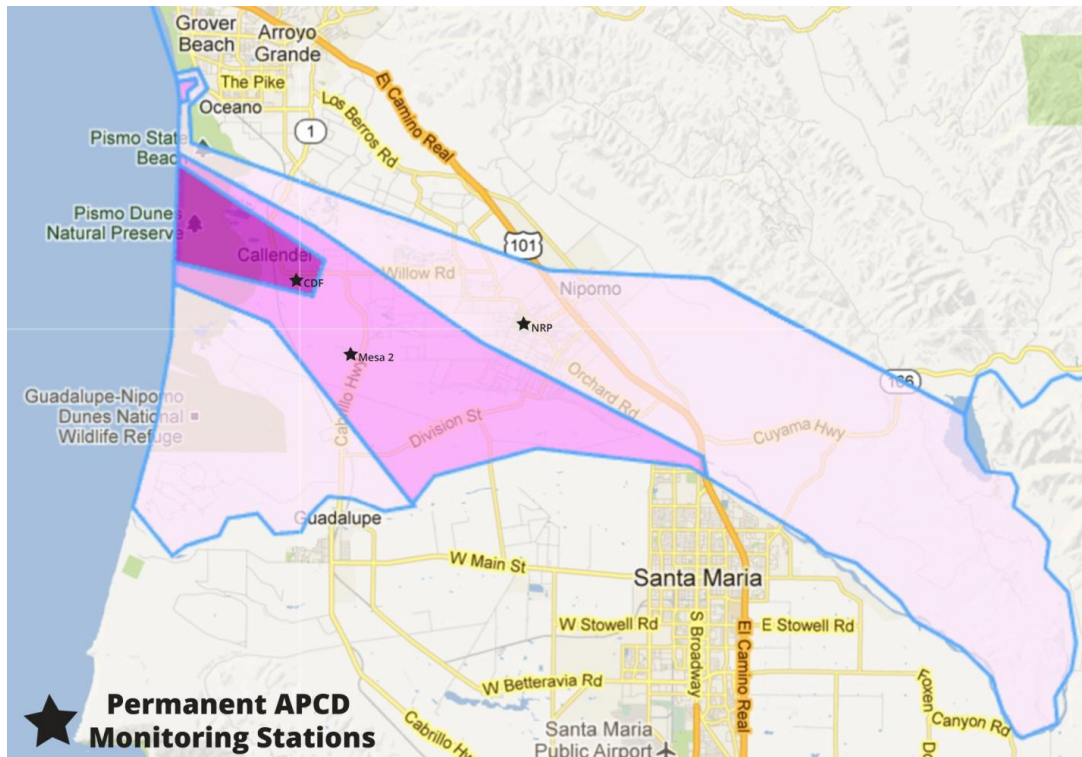 Grover
Beach
Arroyo
Grande
The Pike
Oceano
1
Los Berros Rd
El Camino Real
Pismo State
Beach
Pismo Dunes
Natural Preserve
Callender
CDF
Willow Rd
101
Nipomo
NRP
Mesa 2
Cabrillo Hwy
Orchard Rd
Division St
166
Cuyama Hwy
Guadalupe-Nipomo
Dunes National
Wildlife Refuge
Guadalupe
W Main St
Santa Maria
W Stowell Rd
E Stowell Rd
S Broadway
El Camino Real
W Betteravia Rd
Foxen Canyon Rd
Cabrillo Hw
Santa Maria
Public Airport
Do
Permanent APCD
Monitoring Stations